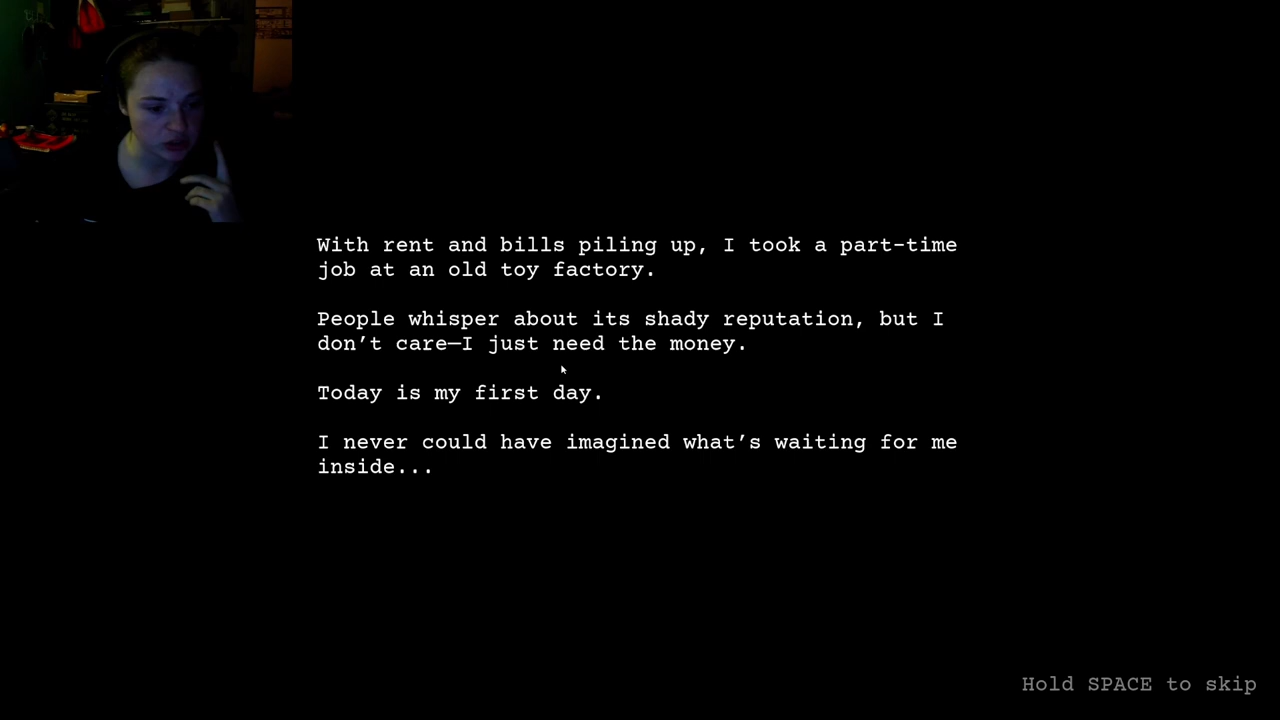 With rent and bills piling up, I took a part-time
job at an old toy factory.
People whisper about its shady reputation, but I
don’t care—I just need the money.
Today is my first day.
I never could have imagined what’s waiting for me
inside...
Hold SPACE to skip